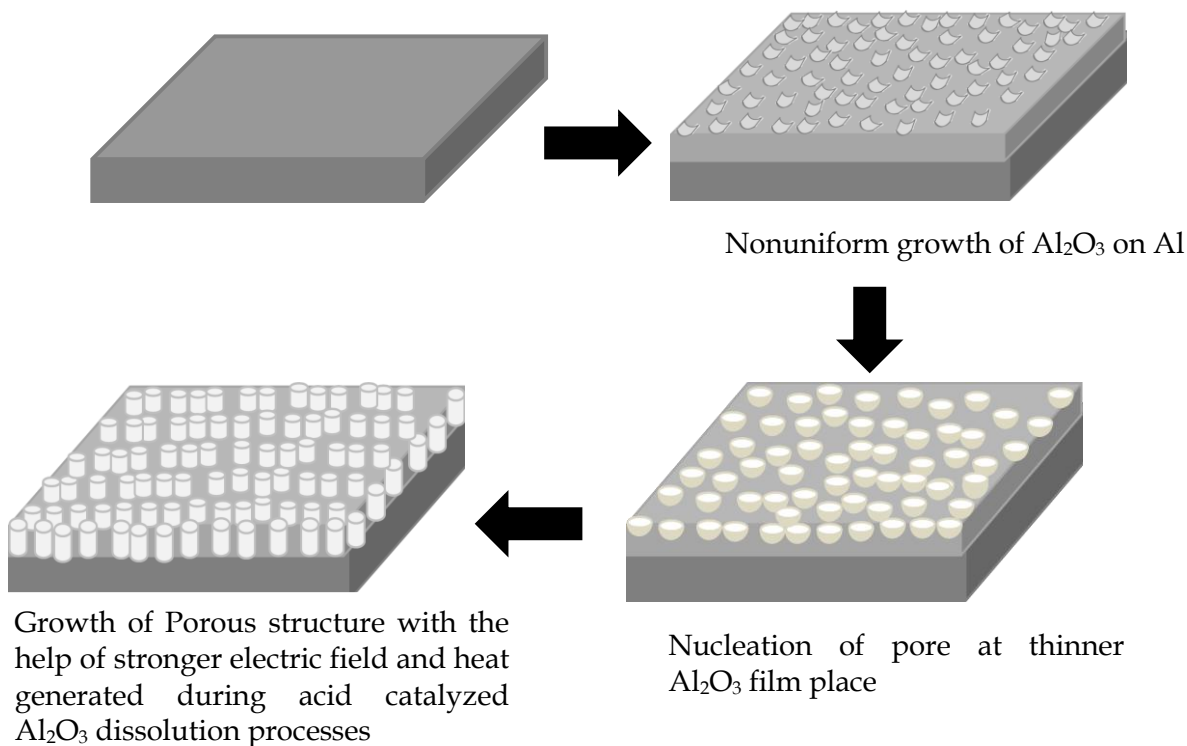 Nonuniform growth of Al₂O₃ on Al
Nucleation of pore at thinner
Al₂O₃ film place
Growth of Porous structure with the
help of stronger electric field and heat
generated during acid catalyzed
Al₂O₃ dissolution processes